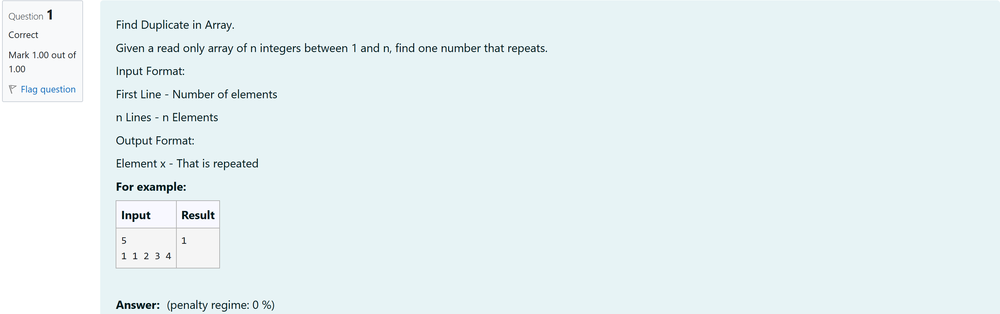 Question 1
Correct
Mark 1.00 out of
1.00
Flag question
Find Duplicate in Array.
Given a read only array of n integers between 1 and n, find one number that repeats.
Input Format:
First Line - Number of elements
n Lines - n Elements
Output Format:
Element x - That is repeated
For example:
Input Result
5 1
1 1 2 3 4
Answer: (penalty regime: 0 %)